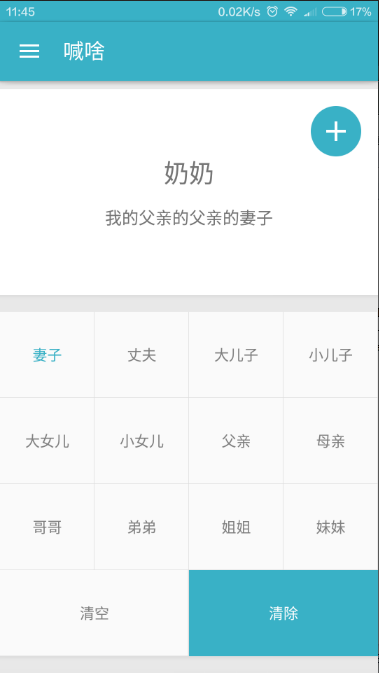 11:45 0.02K/s 17%
喊啥
奶奶
我的父亲的父亲的妻子
妻子 丈夫 大儿子 小儿子
大女儿 小女儿 父亲 母亲
哥哥 弟弟 姐姐 妹妹
清空 清除